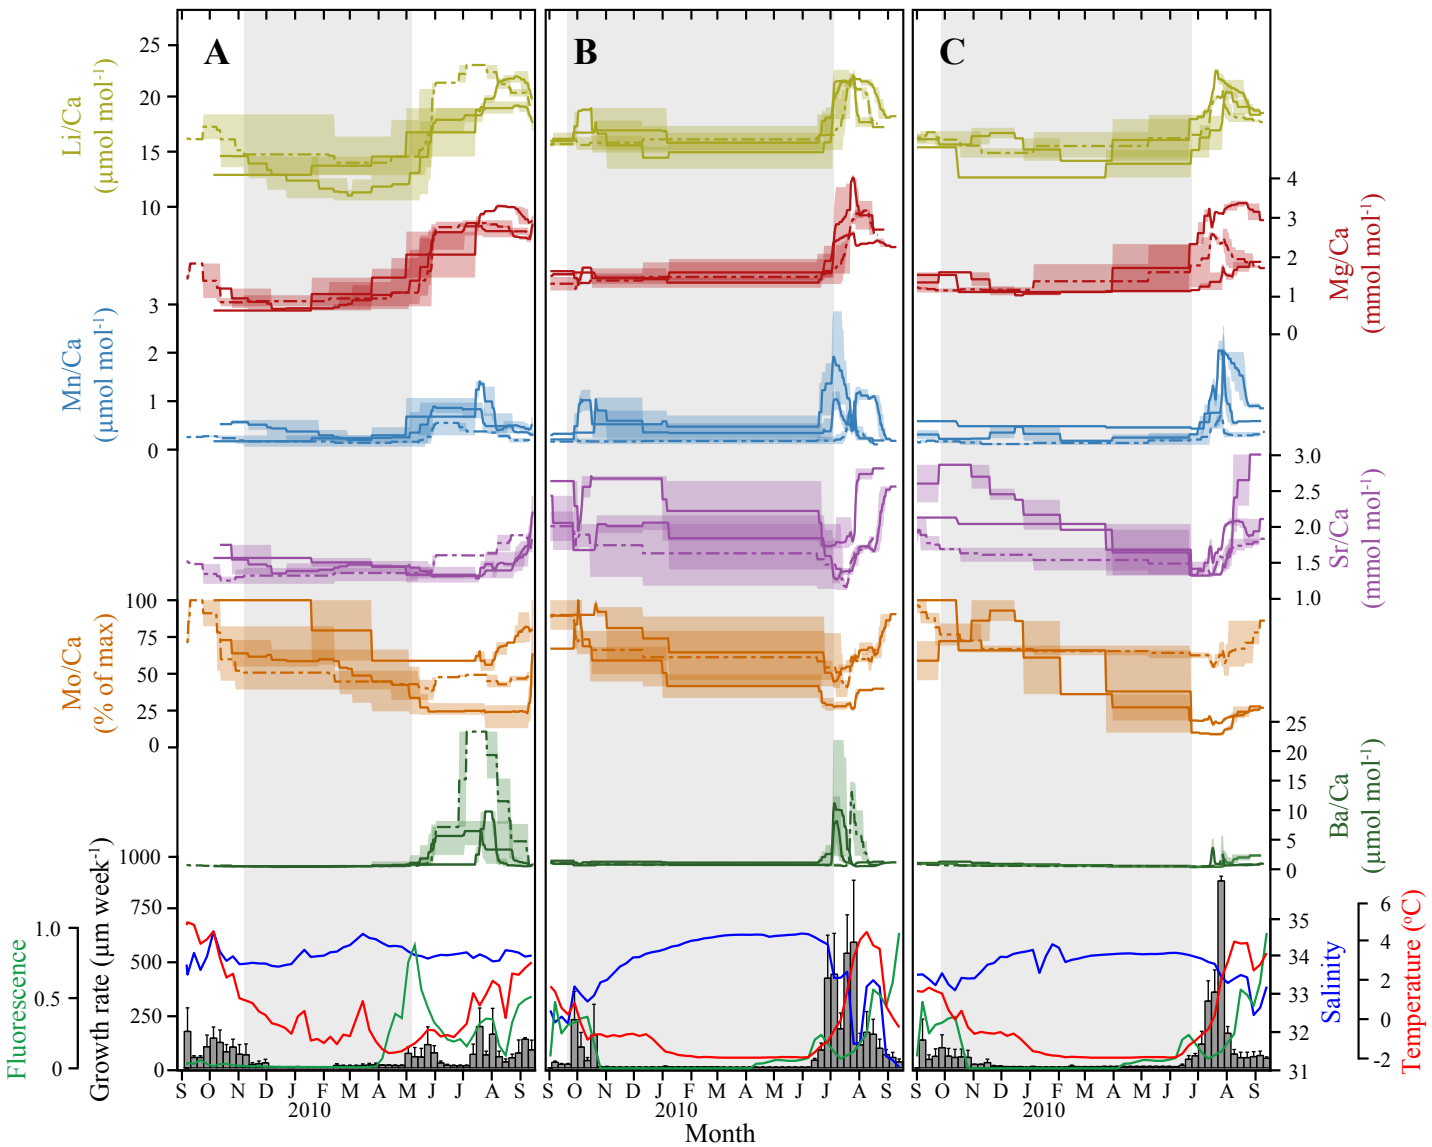 A
B
C
Li/Ca
(µmol mol⁻¹)
25
20
15
10
Mg/Ca
(mmol mol⁻¹)
4
3
2
1
0
Mn/Ca
(µmol mol⁻¹)
3
2
1
0
Sr/Ca
(mmol mol⁻¹)
3.0
2.5
2.0
1.5
1.0
Mo/Ca
(% of max)
100
75
50
25
0
Ba/Ca
(µmol mol⁻¹)
25
20
15
10
5
0
Fluorescence
1.0
0.5
0
Growth rate (µm week⁻¹)
1000
750
500
250
0
Salinity
35
34
33
32
31
Temperature (°C)
6
4
2
0
-2
S O N D J F M A M J J A S
2010
S O N D J F M A M J J A S
2010
S O N D J F M A M J J A S
2010
Month